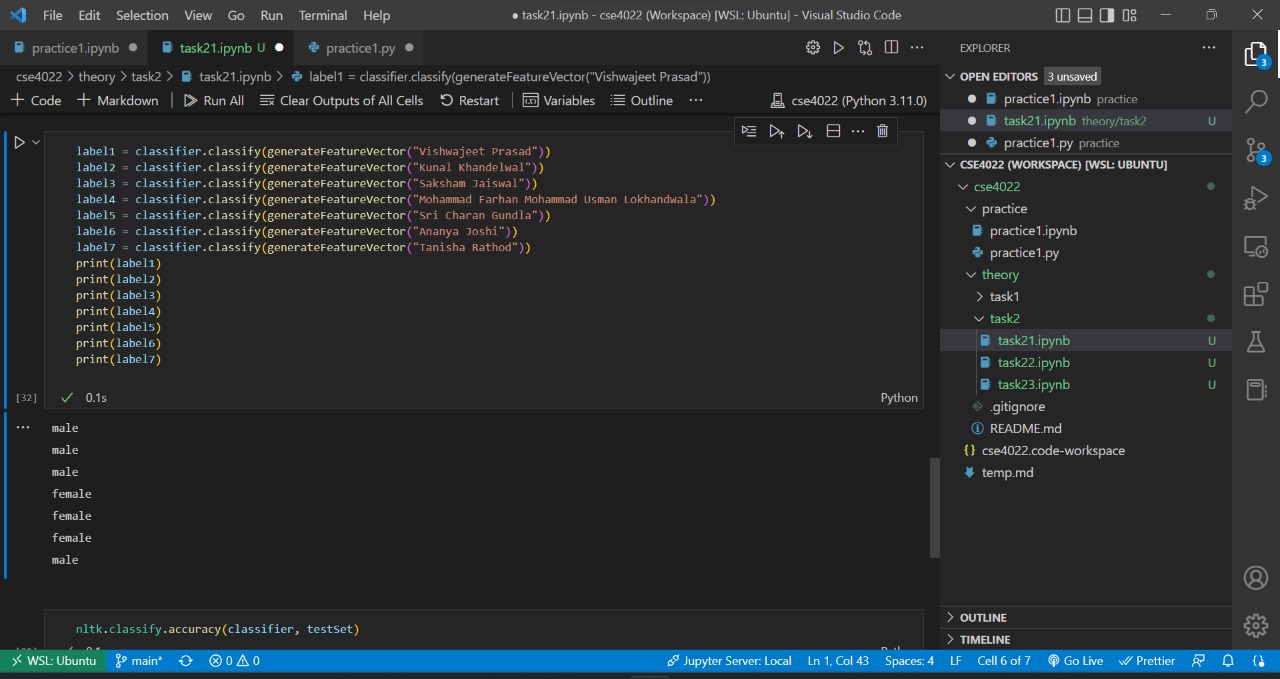 File Edit Selection View Go Run Terminal Help ● task21.ipynb - cse4022 (Workspace) [WSL: Ubuntu] - Visual Studio Code
practice1.ipynb ● task21.ipynb U ● practice1.py ●
cse4022 > theory > task2 > task21.ipynb > label1 = classifier.classify(generateFeatureVector("Vishwajeet Prasad"))
+ Code + Markdown | Run All Clear Outputs of All Cells Restart | Variables Outline ··· cse4022 (Python 3.11.0)
label1 = classifier.classify(generateFeatureVector("Vishwajeet Prasad"))
label2 = classifier.classify(generateFeatureVector("Kunal Khandelwal"))
label3 = classifier.classify(generateFeatureVector("Saksham Jaiswal"))
label4 = classifier.classify(generateFeatureVector("Mohammad Farhan Mohammad Usman Lokhandwala"))
label5 = classifier.classify(generateFeatureVector("Sri Charan Gundla"))
label6 = classifier.classify(generateFeatureVector("Ananya Joshi"))
label7 = classifier.classify(generateFeatureVector("Tanisha Rathod"))
print(label1)
print(label2)
print(label3)
print(label4)
print(label5)
print(label6)
print(label7)
[32] ✓ 0.1s Python
male
male
male
female
female
female
male
nltk.classify.accuracy(classifier, testSet)
EXPLORER
OPEN EDITORS 3 unsaved
● practice1.ipynb practice
● task21.ipynb theory/task2 U
● practice1.py practice
CSE4022 (WORKSPACE) [WSL: UBUNTU]
cse4022
practice
practice1.ipynb
practice1.py
theory
task1
task2
task21.ipynb U
task22.ipynb U
task23.ipynb U
.gitignore
README.md
cse4022.code-workspace
temp.md
OUTLINE
TIMELINE
3
3
WSL: Ubuntu main* 0 0 Jupyter Server: Local Ln 1, Col 43 Spaces: 4 LF Cell 6 of 7 Go Live Prettier